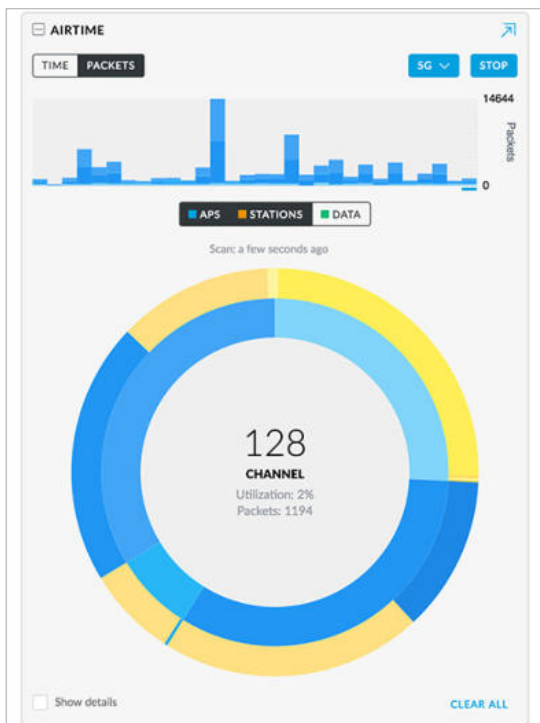 AIRTIME
TIME PACKETS 5G STOP
14644
Packets
0
APS STATIONS DATA
Scan: a few seconds ago
128
CHANNEL
Utilization: 2%
Packets: 1194
Show details CLEAR ALL